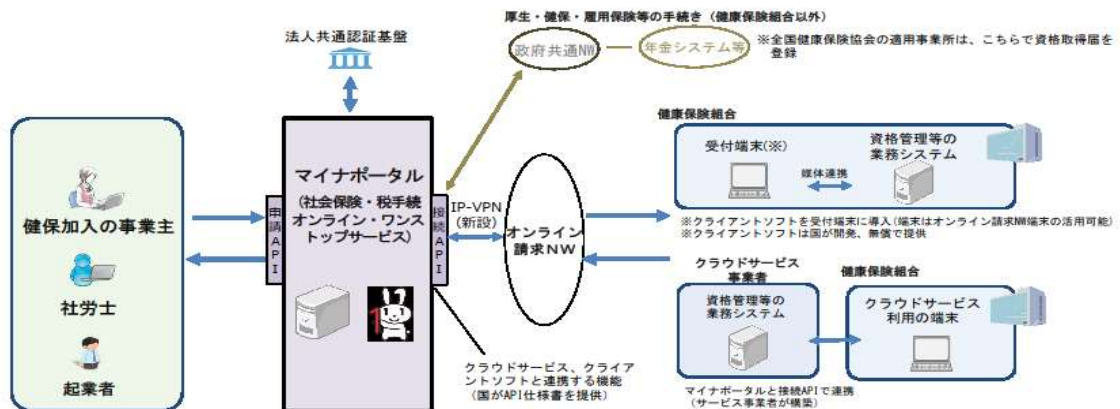 厚生・健保・雇用保険等の手続き（健康保険組合以外）
法人共通認証基盤
政府共通NW
年金システム等
※全国健康保険協会の適用事業所は、こちらで資格取得届を
登録
健保加入の事業主
社労士
起業者
申請API
マイナポータル
(社会保険・税手続
オンライン・ワンス
トップサービス)
接続API
IP-VPN
(新設)
オンライン
請求NW
健康保険組合
受付端末(※)
資格管理等の
業務システム
媒体連携
※クライアントソフトを受付端末に導入(端末はオンライン請求NW端末の活用可能)
※クライアントソフトは国が開発、無償で提供
クラウドサービス
事業者
資格管理等の
業務システム
健康保険組合
クラウドサービス
利用の端末
クラウドサービス、クライア
ントソフトと連携する機能
(国がAPI仕様書を提供)
マイナポータルと接続APIで連携
(サービス事業者が構築)